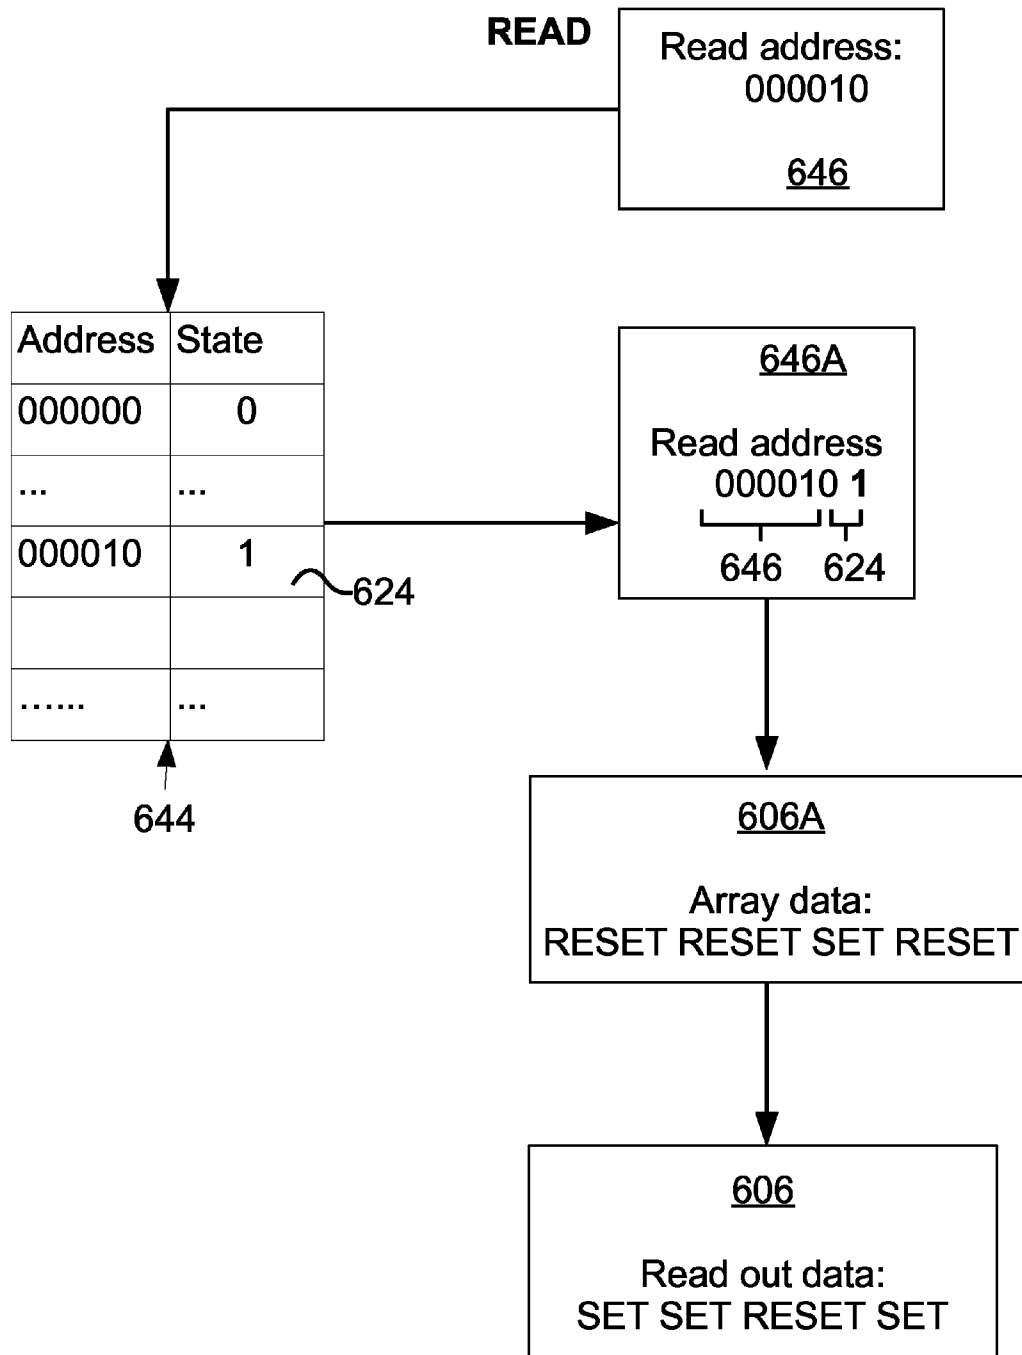 READ
Read address:
000010
646
Address State
000000 0
... ...
000010 1
624
...... ...
644
646A
Read address
000010 1
646 624
606A
Array data:
RESET RESET SET RESET
606
Read out data:
SET SET RESET SET